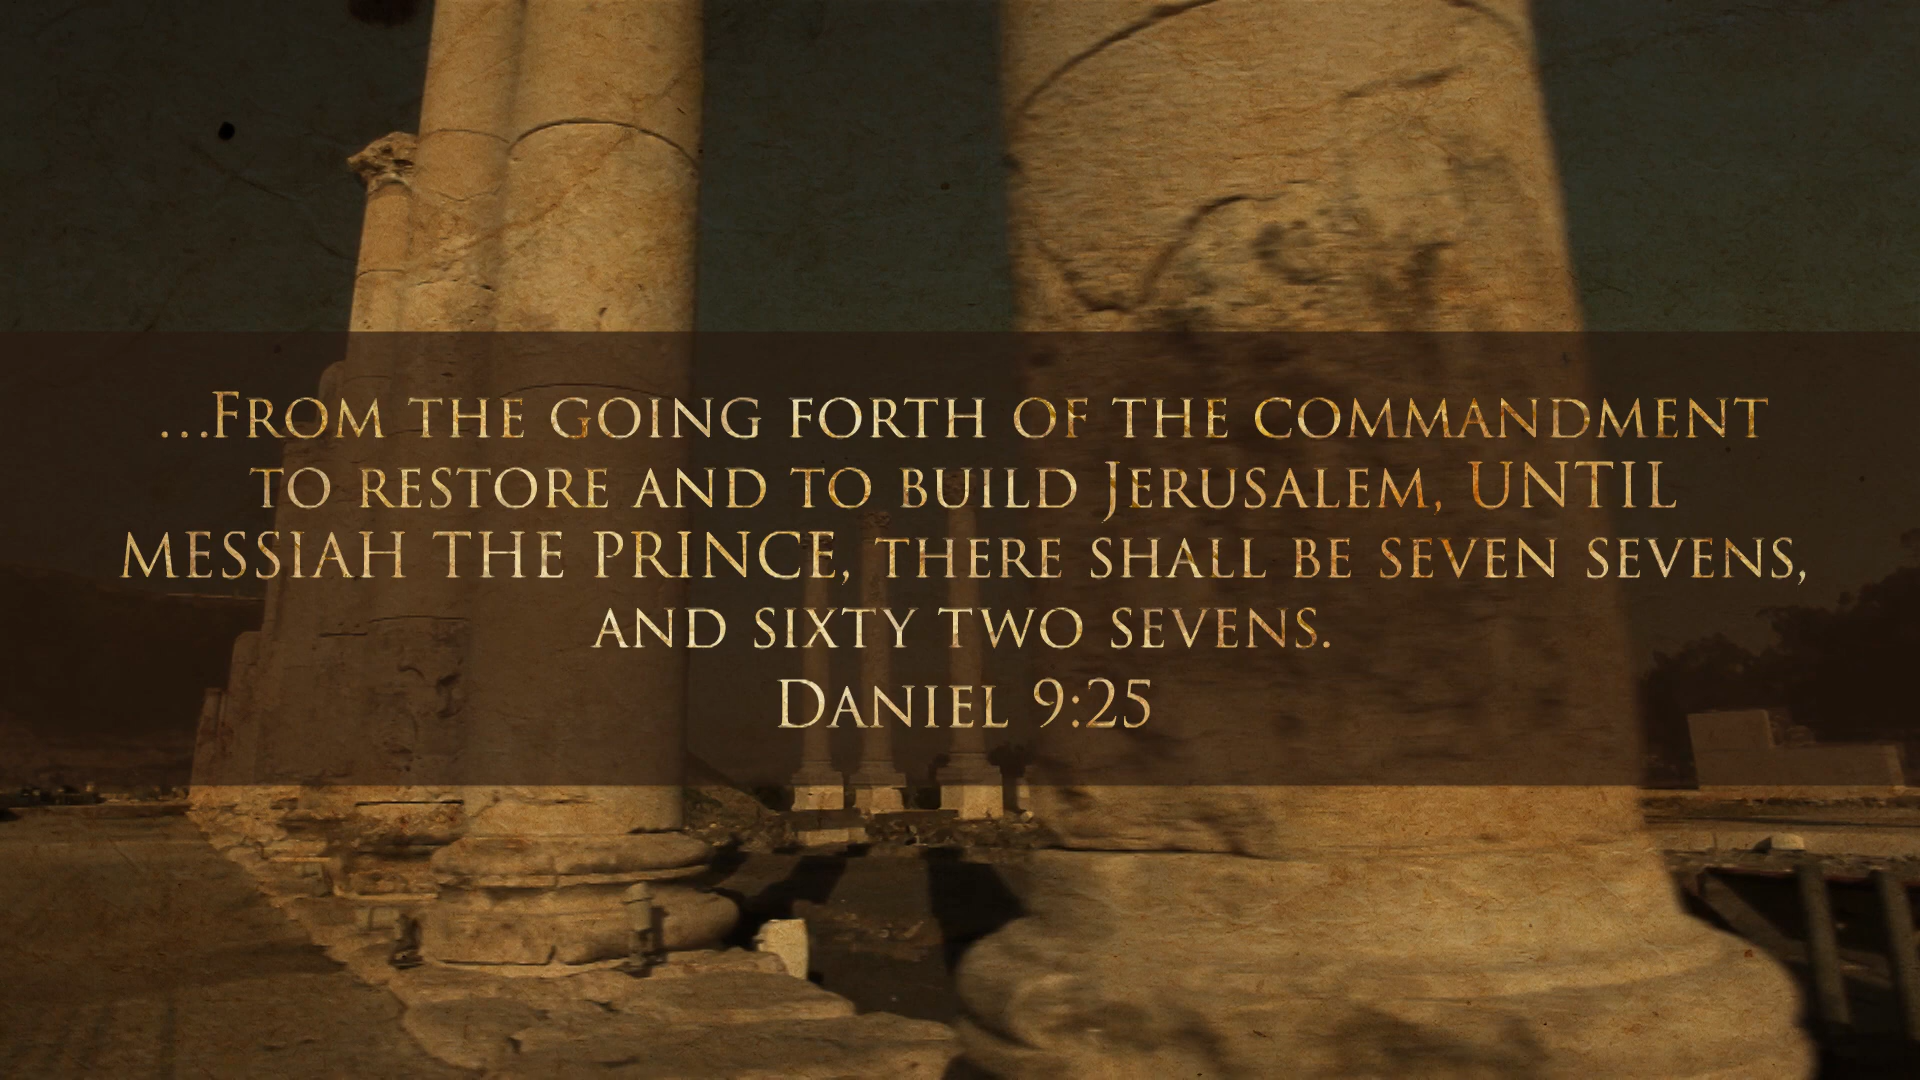 ...From the going forth of the commandment
to restore and to build Jerusalem, UNTIL
MESSIAH THE PRINCE, there shall be seven sevens,
and sixty two sevens.
Daniel 9:25